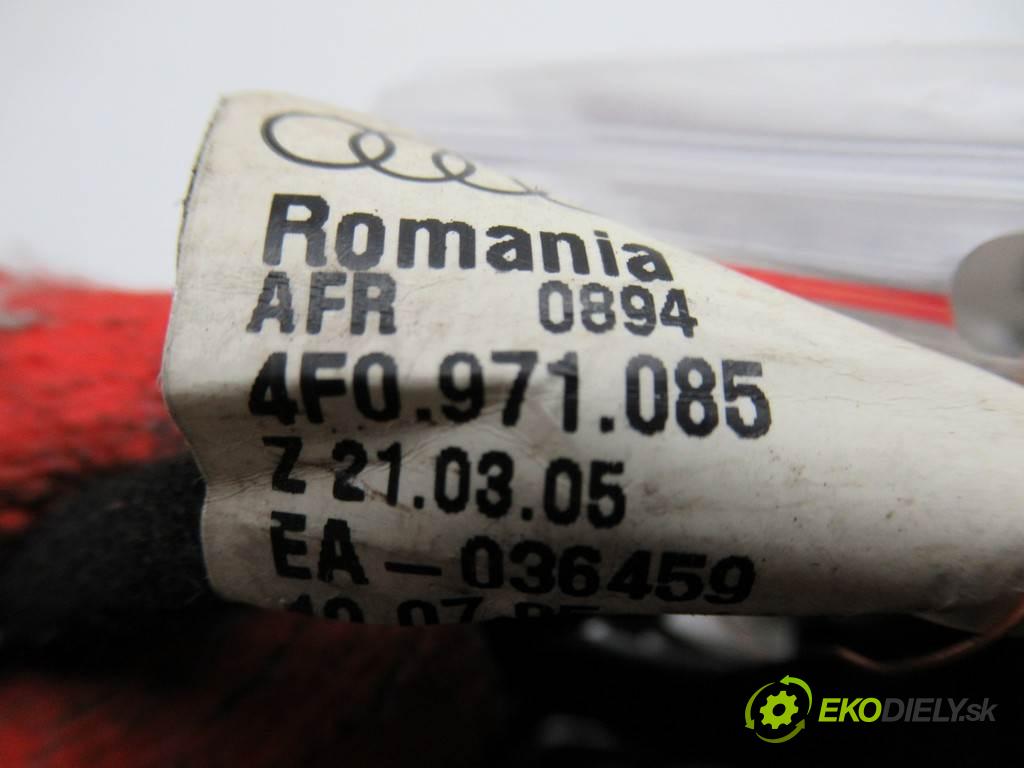 Romania
AFR 0894
4F0.971.085
Z 21.03.05
EA-036459
EKODIELY.sk